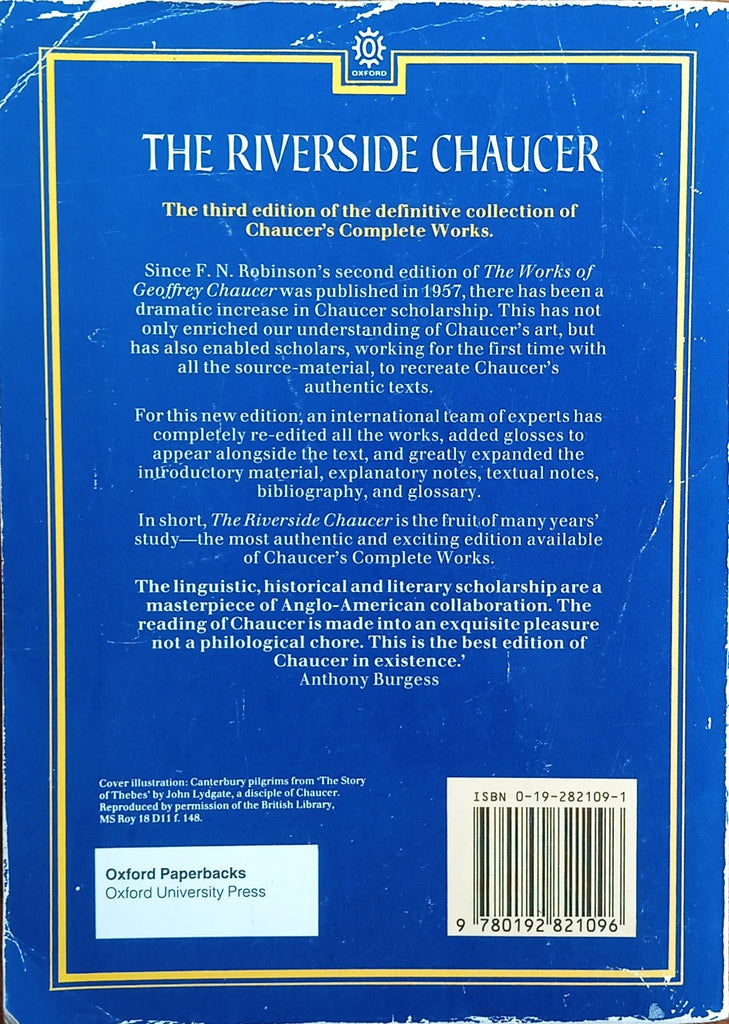 OXFORD
THE RIVERSIDE CHAUCER
The third edition of the definitive collection of
Chaucer's Complete Works.
Since F. N. Robinson's second edition of The Works of
Geoffrey Chaucer was published in 1957, there has been a
dramatic increase in Chaucer scholarship. This has not
only enriched our understanding of Chaucer's art, but
has also enabled scholars, working for the first time with
all the source-material, to recreate Chaucer's
authentic texts.
For this new edition, an international team of experts has
completely re-edited all the works, added glosses to
appear alongside the text, and greatly expanded the
introductory material, explanatory notes, textual notes,
bibliography, and glossary.
In short, The Riverside Chaucer is the fruit of many years'
study—the most authentic and exciting edition available
of Chaucer's Complete Works.
The linguistic, historical and literary scholarship are a
masterpiece of Anglo-American collaboration. The
reading of Chaucer is made into an exquisite pleasure
not a philological chore. This is the best edition of
Chaucer in existence.'
Anthony Burgess
Cover illustration: Canterbury pilgrims from 'The Story
of Thebes' by John Lydgate, a disciple of Chaucer.
Reproduced by permission of the British Library,
MS Roy 18 D11 f. 148.
Oxford Paperbacks
Oxford University Press
ISBN 0-19-282109-1
9 780192 821096